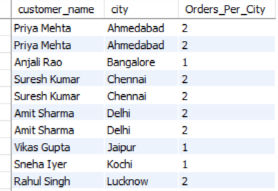 customer_name city Orders_Per_City
Priya Mehta Ahmedabad 2
Priya Mehta Ahmedabad 2
Anjali Rao Bangalore 1
Suresh Kumar Chennai 2
Suresh Kumar Chennai 2
Amit Sharma Delhi 2
Amit Sharma Delhi 2
Vikas Gupta Jaipur 1
Sneha Iyer Kochi 1
Rahul Singh Lucknow 2